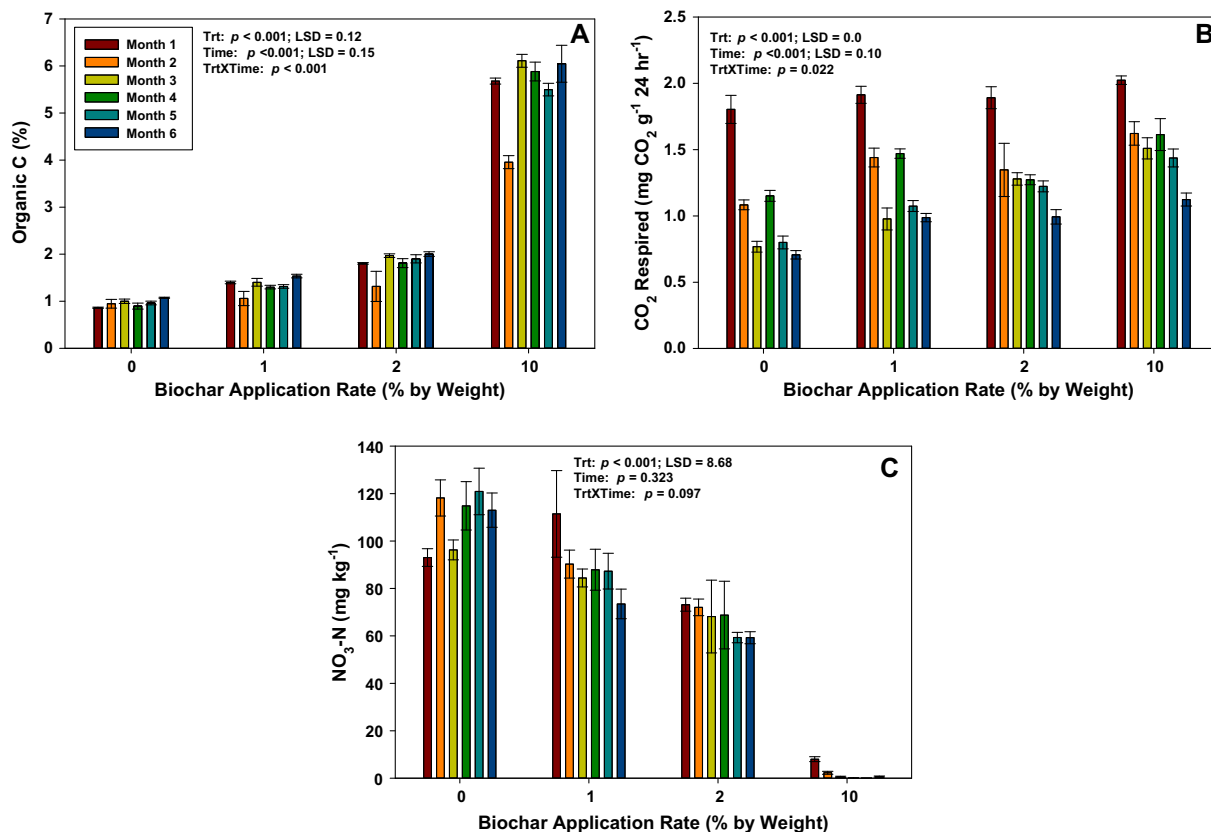 A
Trt: p < 0.001; LSD = 0.12
Time: p <0.001; LSD = 0.15
TrtXTime: p < 0.001
Month 1
Month 2
Month 3
Month 4
Month 5
Month 6
Organic C (%)
7
6
5
4
3
2
1
0
0 1 2 10
Biochar Application Rate (% by Weight)
B
Trt: p < 0.001; LSD = 0.0
Time: p <0.001; LSD = 0.10
TrtXTime: p = 0.022
CO₂ Respired (mg CO₂ g⁻¹ 24 hr⁻¹)
2.5
2.0
1.5
1.0
0.5
0.0
0 1 2 10
Biochar Application Rate (% by Weight)
C
Trt: p < 0.001; LSD = 8.68
Time: p = 0.323
TrtXTime: p = 0.097
NO₃-N (mg kg⁻¹)
140
120
100
80
60
40
20
0
0 1 2 10
Biochar Application Rate (% by Weight)